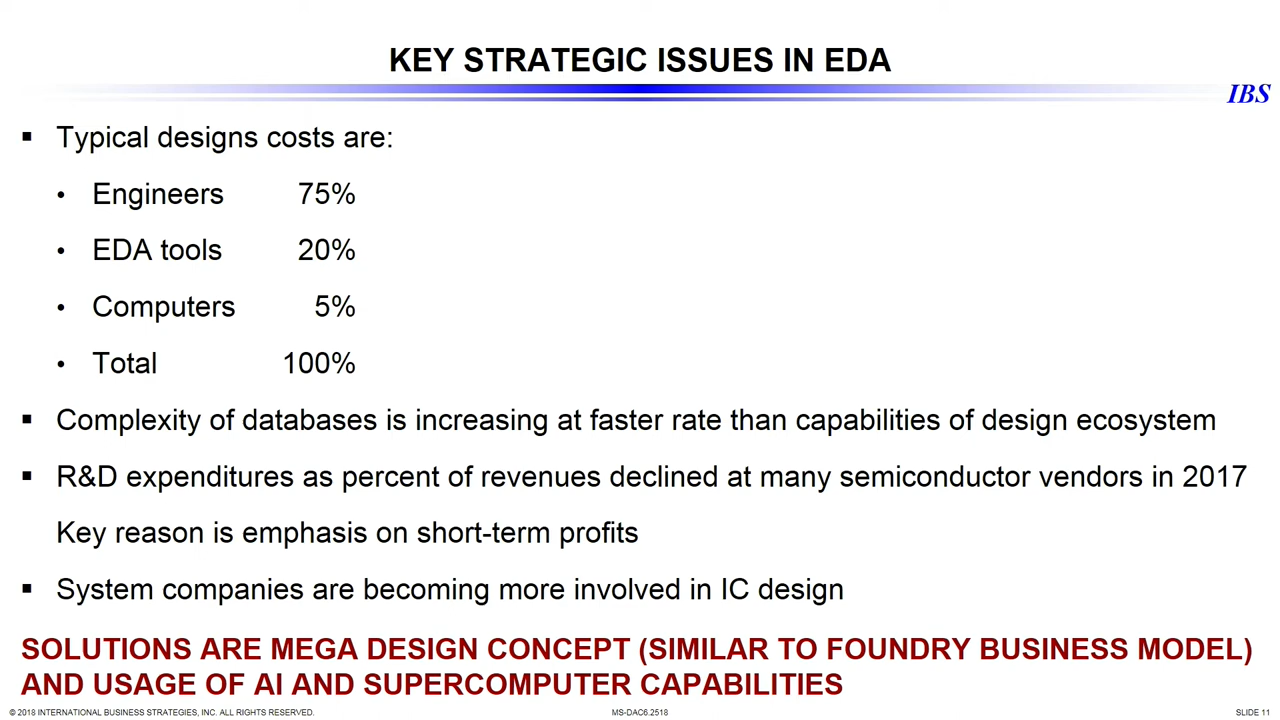 KEY STRATEGIC ISSUES IN EDA
IBS
▪ Typical designs costs are:
• Engineers 75%
• EDA tools 20%
• Computers 5%
• Total 100%
▪ Complexity of databases is increasing at faster rate than capabilities of design ecosystem
▪ R&D expenditures as percent of revenues declined at many semiconductor vendors in 2017
Key reason is emphasis on short-term profits
▪ System companies are becoming more involved in IC design
SOLUTIONS ARE MEGA DESIGN CONCEPT (SIMILAR TO FOUNDRY BUSINESS MODEL)
AND USAGE OF AI AND SUPERCOMPUTER CAPABILITIES
© 2018 INTERNATIONAL BUSINESS STRATEGIES, INC. ALL RIGHTS RESERVED. MS-DAC6.2518 SLIDE 11